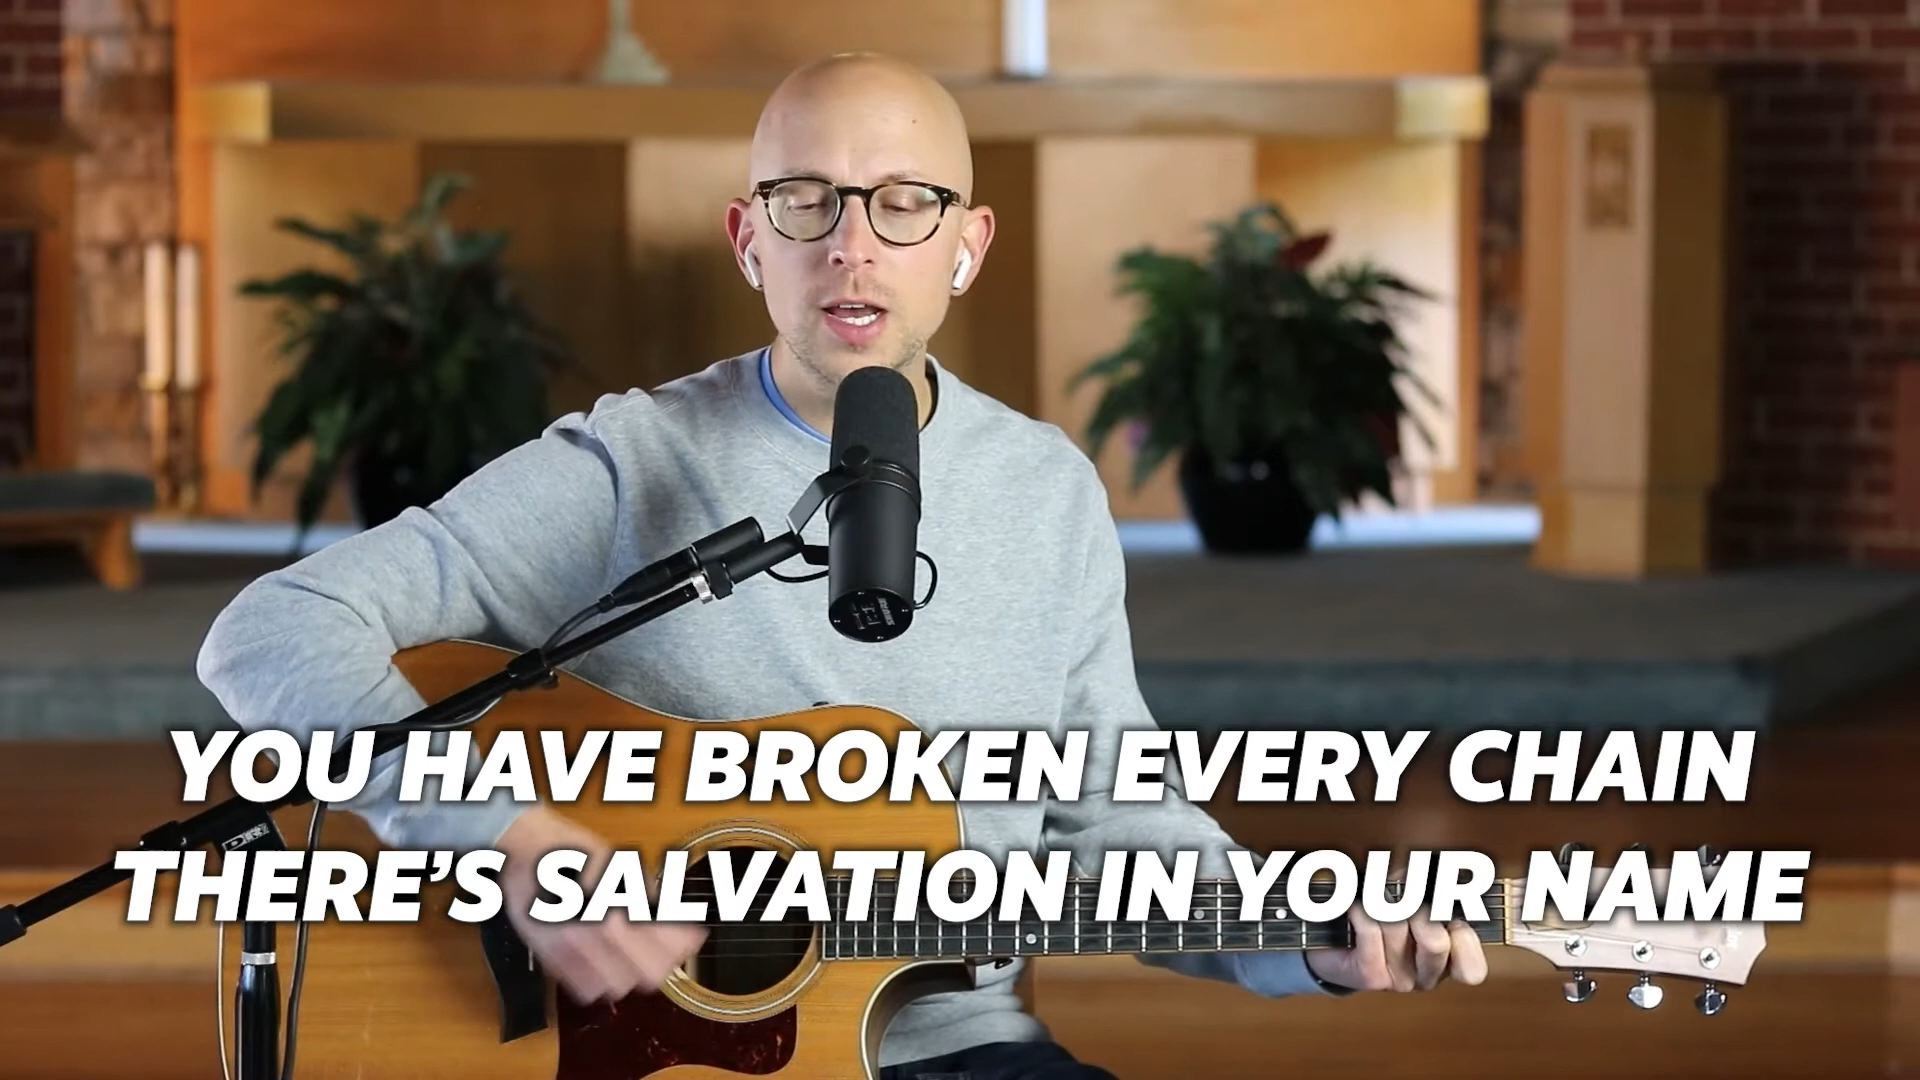 YOU HAVE BROKEN EVERY CHAIN
THERE’S SALVATION IN YOUR NAME